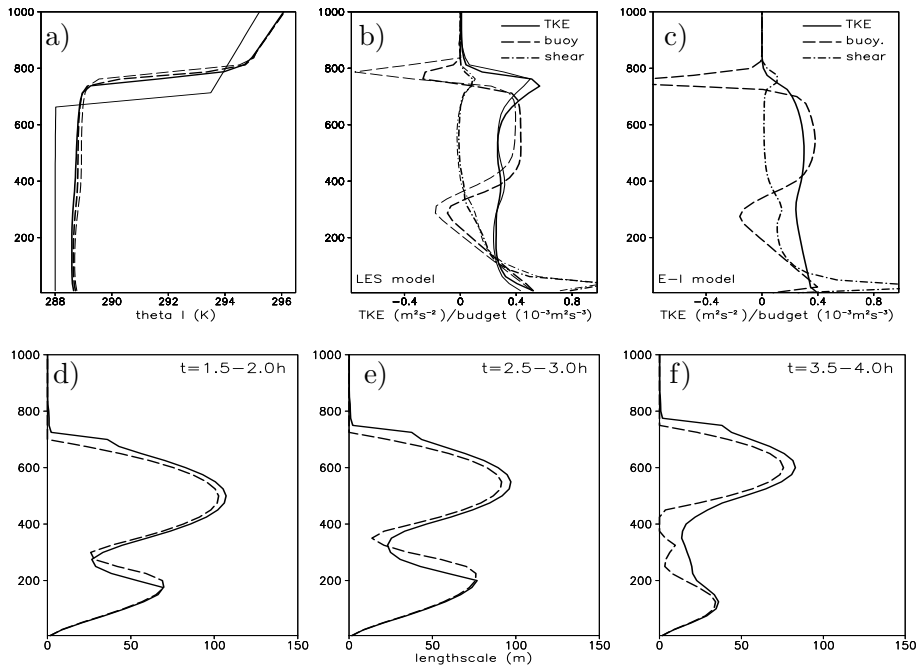 1000 800 600 400 200
a)
288 290 292 294 296
theta l (K)
1000 800 600 400 200
b)
TKE
buoy
shear
LES model
−0.4 0 0.4 0.8
TKE (m²s⁻²)/budget (10⁻³m²s⁻³)
1000 800 600 400 200
c)
TKE
buoy.
shear
E−l model
−0.4 0 0.4 0.8
TKE (m²s⁻²)/budget (10⁻³m²s⁻³)
1000 800 600 400 200
d)
t=1.5−2.0h
0 50 100 150
1000 800 600 400 200
e)
t=2.5−3.0h
0 50 100 150
lengthscale (m)
1000 800 600 400 200
f)
t=3.5−4.0h
0 50 100 150